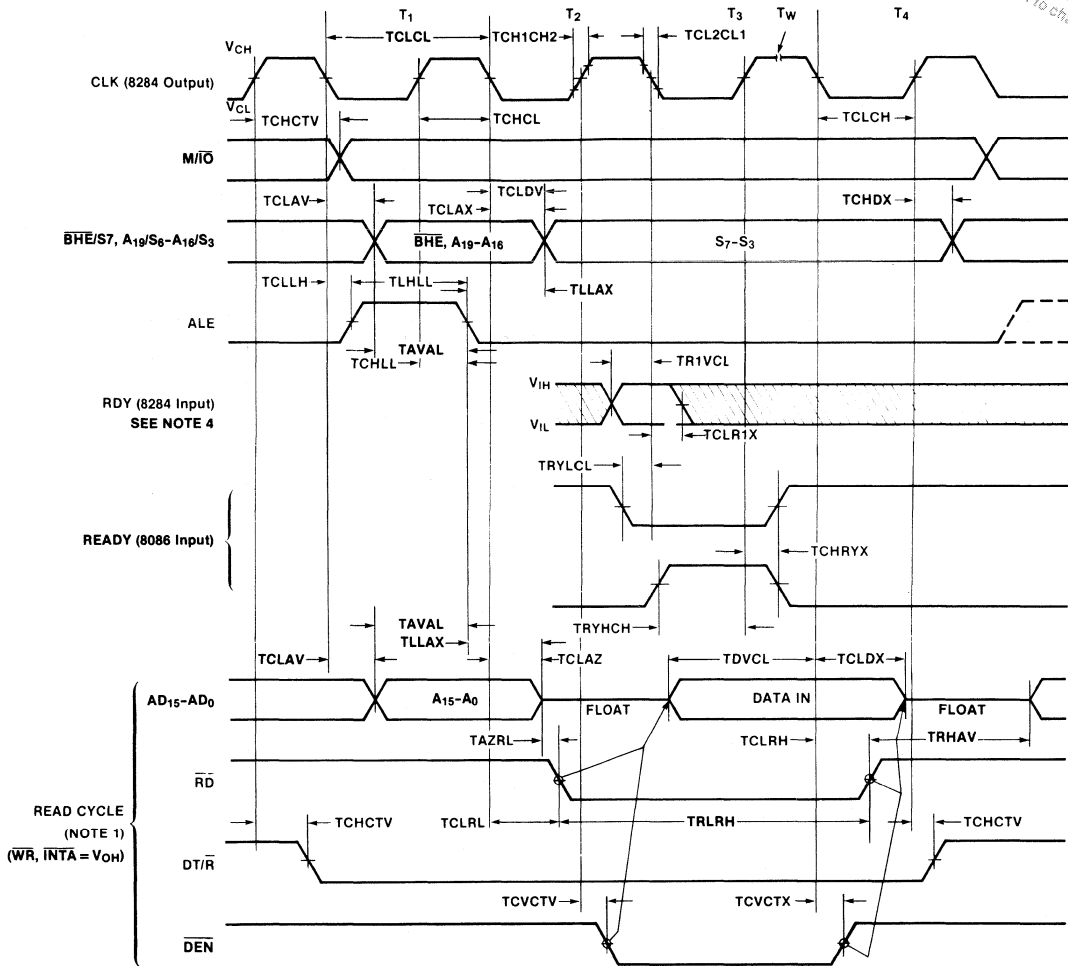 to cha
T1 T2 T3 TW T4
TCLCL TCH1CH2 TCL2CL1
VCH
CLK (8284 Output)
VCL
TCHCTV TCHCL TCLCH
M/IO
TCLDV
TCLAV TCLAX TCHDX
BHE/S7, A19/S6–A16/S3 BHE, A19–A16 S7–S3
TCLLH TLHLL TLLAX
ALE
TAVAL
TCHLL TR1VCL
RDY (8284 Input) VIH
SEE NOTE 4 VIL
TCLR1X
TRYLCL
READY (8086 Input)
TCHRYX
TRYHCH
TAVAL
TLLAX
TCLAV TCLAZ TDVCL TCLDX
AD15–AD0 A15–A0 FLOAT DATA IN FLOAT
TAZRL TCLRH TRHAV
RD
READ CYCLE
(NOTE 1)
(WR, INTA = VOH)
TCHCTV TCLRL TRLRH TCHCTV
DT/R
TCVCTV TCVCTX
DEN